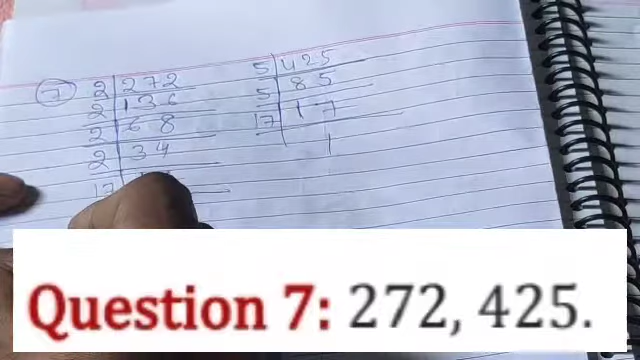 7 2 272 5 425
2 136 5 85
2 68 17 17
2 34 1
17
Question 7: 272, 425.